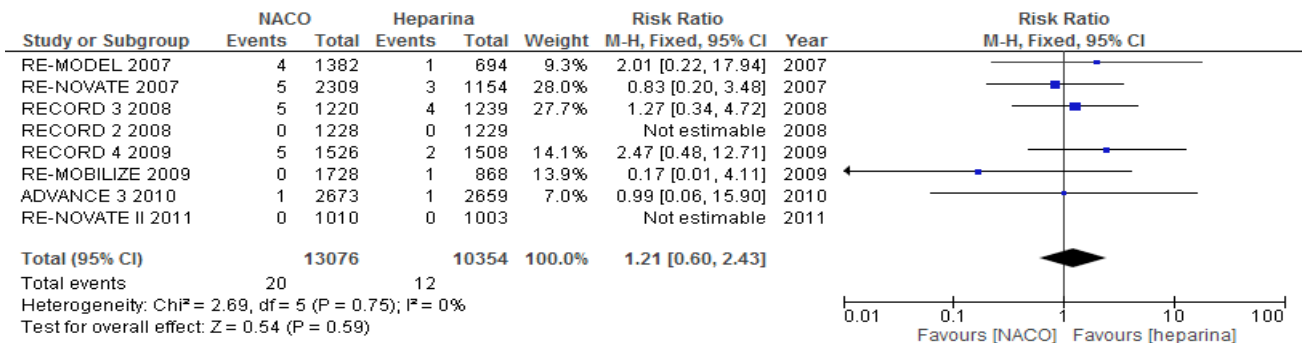 NACO Heparina Risk Ratio Risk Ratio
Study or Subgroup Events Total Events Total Weight M-H, Fixed, 95% CI Year M-H, Fixed, 95% CI
RE-MODEL 2007 4 1382 1 694 9.3% 2.01 [0.22, 17.94] 2007
RE-NOVATE 2007 5 2309 3 1154 28.0% 0.83 [0.20, 3.48] 2007
RECORD 3 2008 5 1220 4 1239 27.7% 1.27 [0.34, 4.72] 2008
RECORD 2 2008 0 1228 0 1229 Not estimable 2008
RECORD 4 2009 5 1526 2 1508 14.1% 2.47 [0.48, 12.71] 2009
RE-MOBILIZE 2009 0 1728 1 868 13.9% 0.17 [0.01, 4.11] 2009
ADVANCE 3 2010 1 2673 1 2659 7.0% 0.99 [0.06, 15.90] 2010
RE-NOVATE II 2011 0 1010 0 1003 Not estimable 2011
Total (95% CI) 13076 10354 100.0% 1.21 [0.60, 2.43]
Total events 20 12
Heterogeneity: Chi² = 2.69, df = 5 (P = 0.75); I² = 0%
Test for overall effect: Z = 0.54 (P = 0.59)
0.01 0.1 1 10 100
Favours [NACO] Favours [heparina]